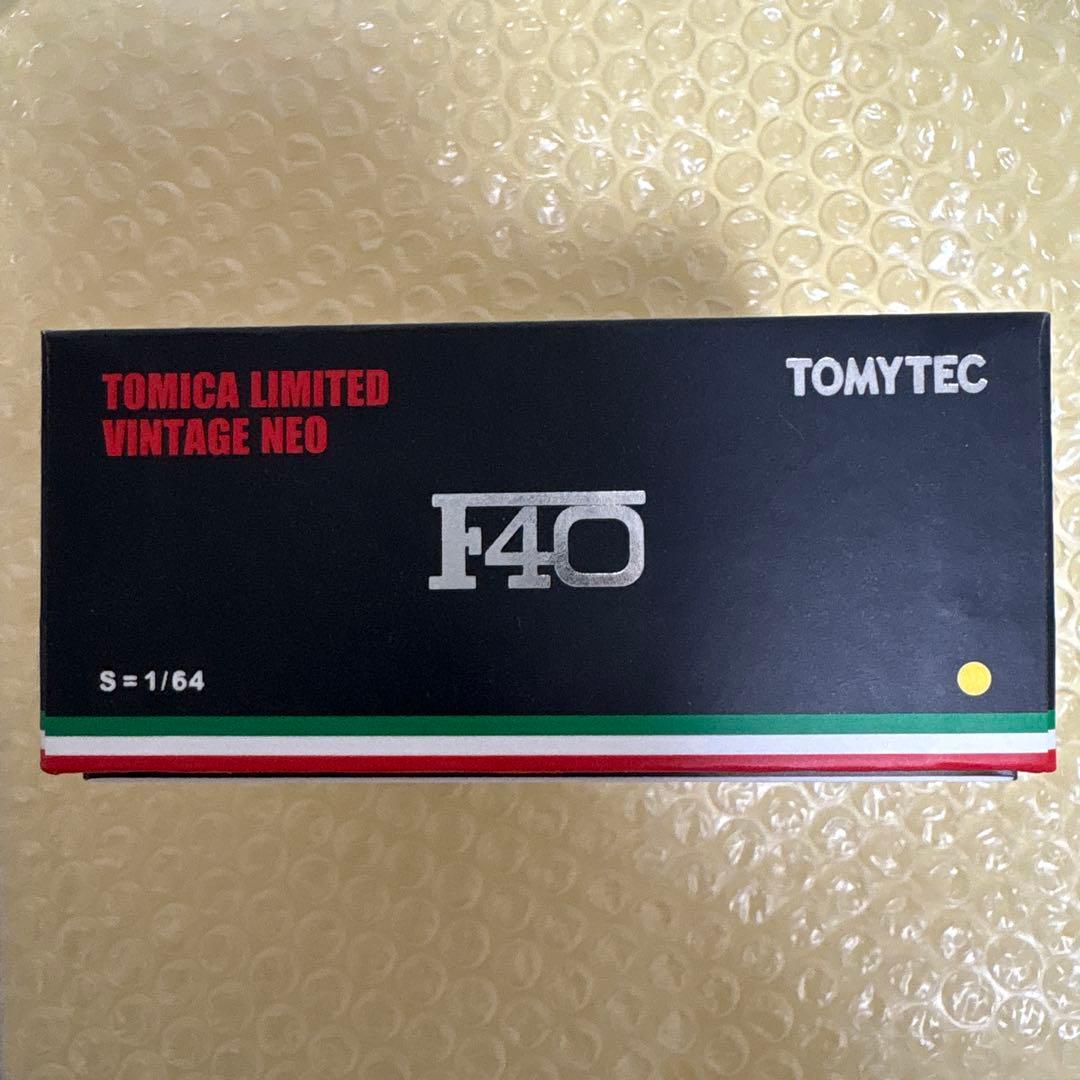 TOMICA LIMITED
VINTAGE NEO
TOMYTEC
F40
S=1/64